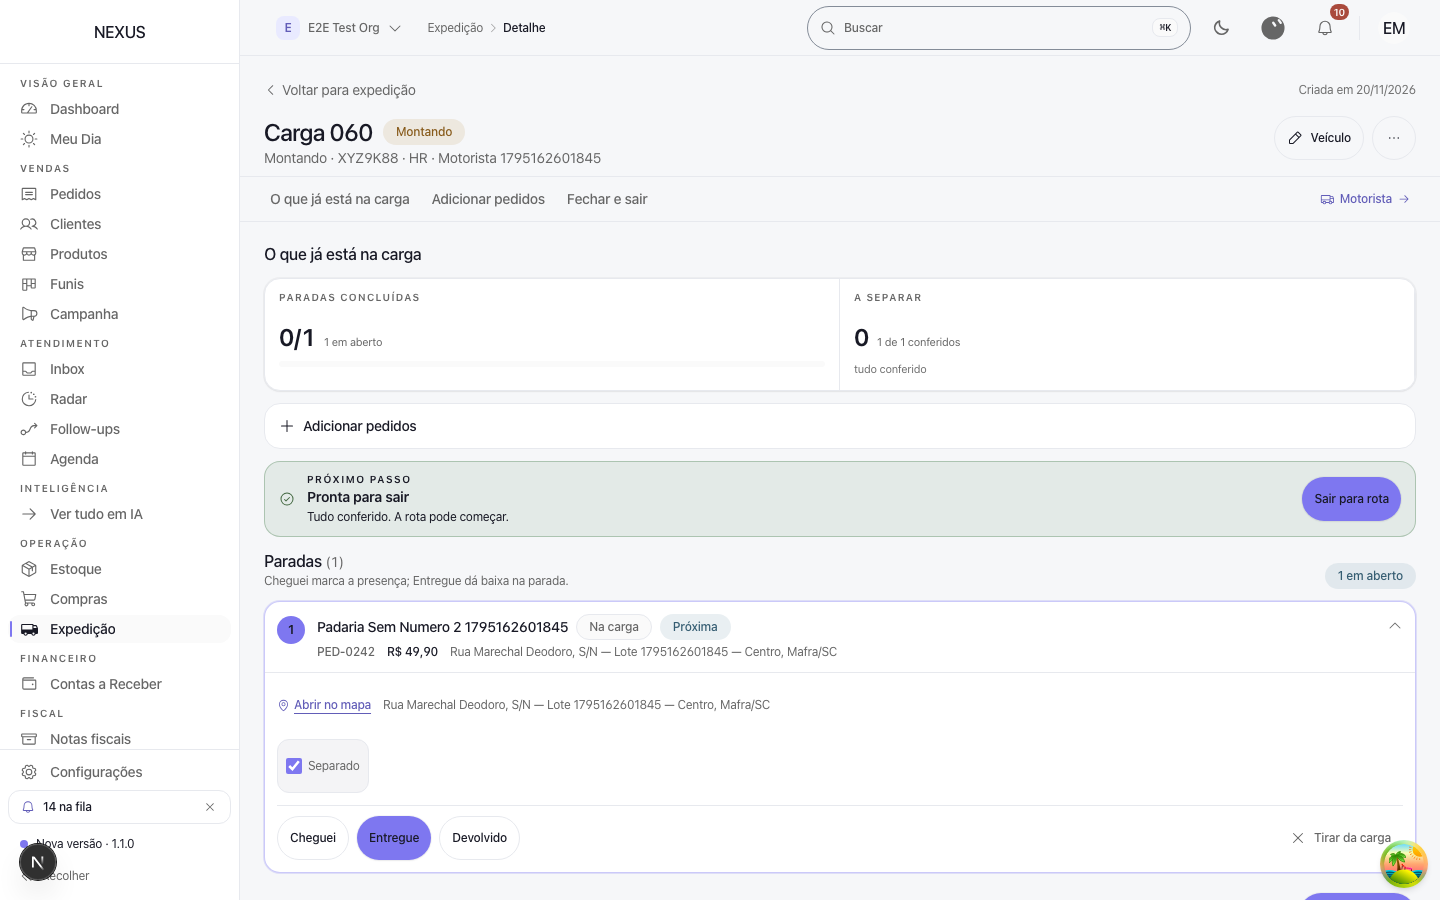 NEXUS
VISÃO GERAL
Dashboard
Meu Dia
VENDAS
Pedidos
Clientes
Produtos
Funis
Campanha
ATENDIMENTO
Inbox
Radar
Follow-ups
Agenda
INTELIGÊNCIA
Ver tudo em IA
OPERAÇÃO
Estoque
Compras
Expedição
FINANCEIRO
Contas a Receber
FISCAL
Notas fiscais
Configurações
14 na fila
Nova versão · 1.1.0
N
E E2E Test Org
Expedição > Detalhe
Buscar ⌘K
10
EM
Voltar para expedição
Criada em 20/11/2026
Carga 060 Montando
Montando · XYZ9K88 · HR · Motorista 1795162601845
Veículo ···
O que já está na carga Adicionar pedidos Fechar e sair
Motorista →
O que já está na carga
PARADAS CONCLUÍDAS
0/1 1 em aberto
A SEPARAR
0 1 de 1 conferidos
tudo conferido
Adicionar pedidos
PRÓXIMO PASSO
Pronta para sair
Tudo conferido. A rota pode começar.
Sair para rota
Paradas (1)
Cheguei marca a presença; Entregue dá baixa na parada.
1 em aberto
1 Padaria Sem Numero 2 1795162601845 Na carga Próxima
PED-0242 R$ 49,90 Rua Marechal Deodoro, S/N — Lote 1795162601845 — Centro, Mafra/SC
Abrir no mapa Rua Marechal Deodoro, S/N — Lote 1795162601845 — Centro, Mafra/SC
Separado
Cheguei Entregue Devolvido
Tirar da carga